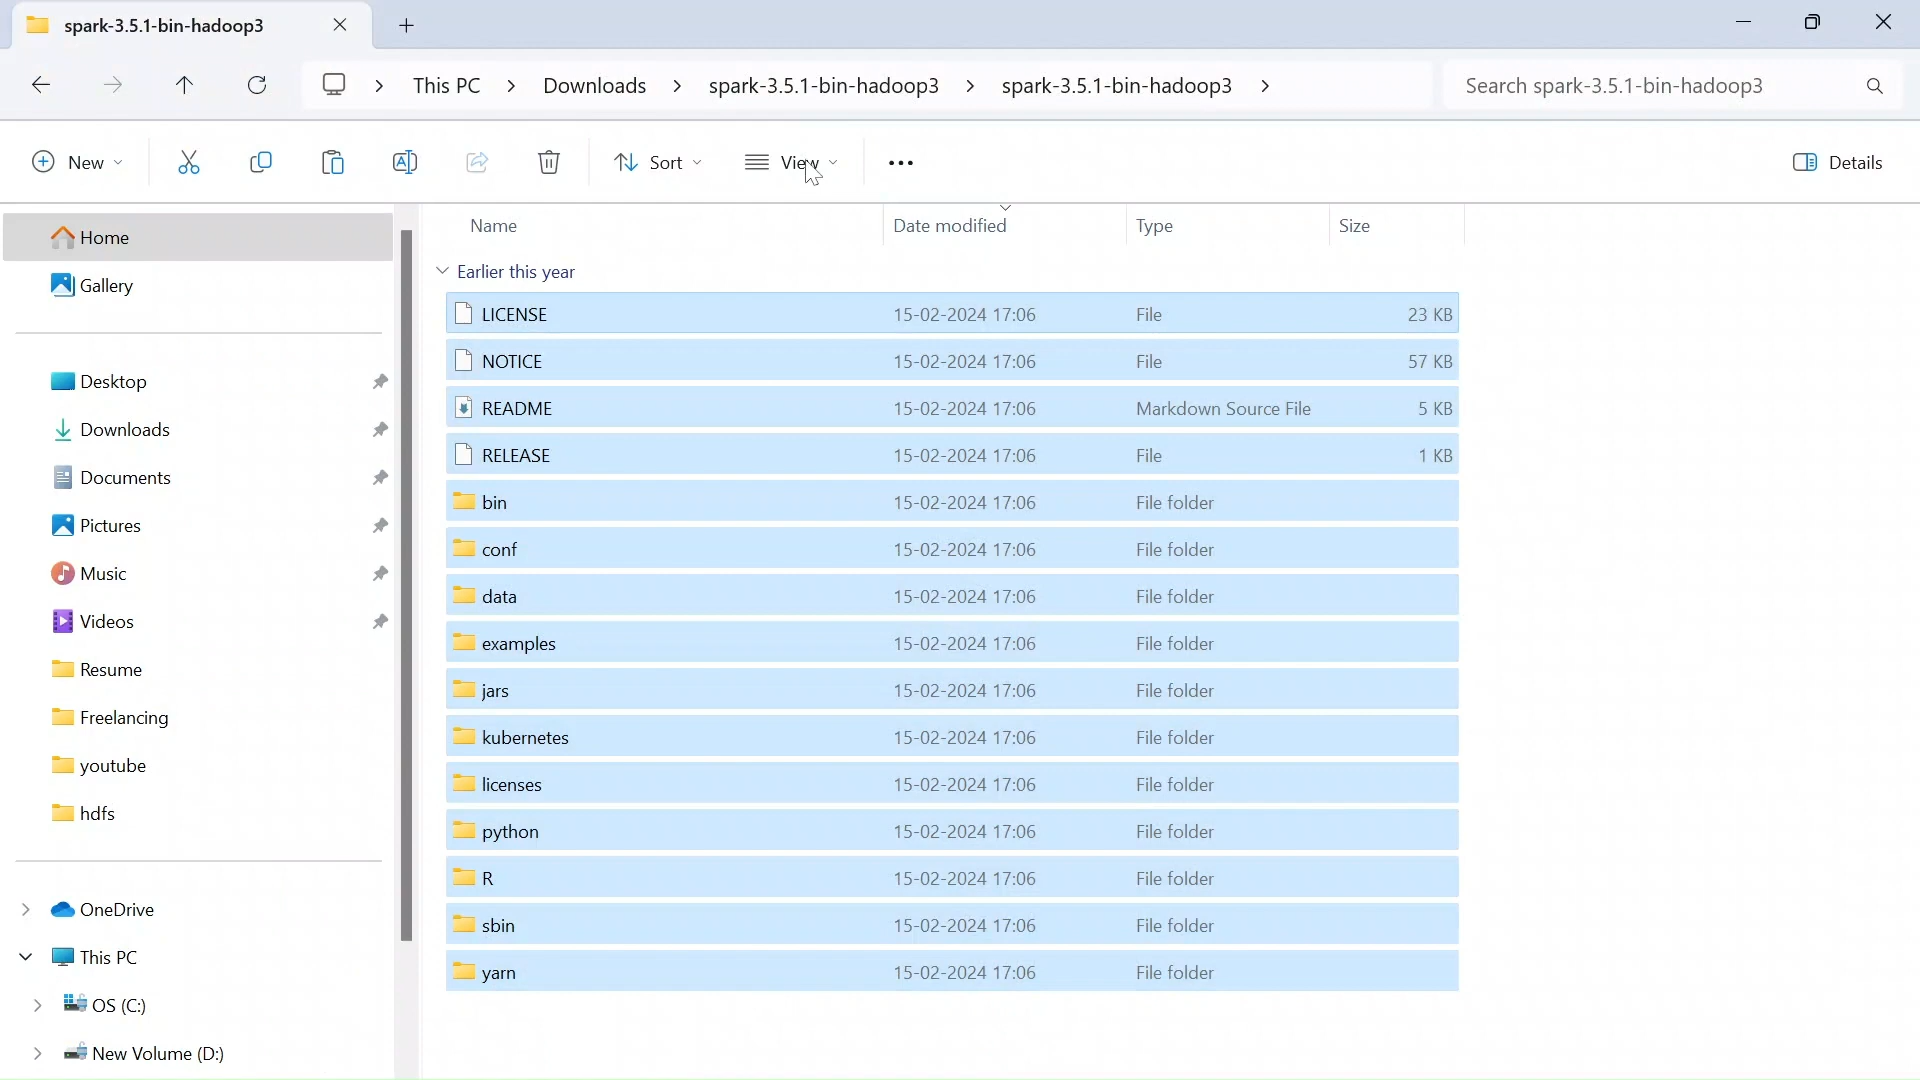 spark-3.5.1-bin-hadoop3
This PC > Downloads > spark-3.5.1-bin-hadoop3 > spark-3.5.1-bin-hadoop3 >
Search spark-3.5.1-bin-hadoop3
New
Sort
View
Details
Home
Gallery
Desktop
Downloads
Documents
Pictures
Music
Videos
Resume
Freelancing
youtube
hdfs
OneDrive
This PC
OS (C:)
New Volume (D:)
Name Date modified Type Size
Earlier this year
LICENSE 15-02-2024 17:06 File 23 KB
NOTICE 15-02-2024 17:06 File 57 KB
README 15-02-2024 17:06 Markdown Source File 5 KB
RELEASE 15-02-2024 17:06 File 1 KB
bin 15-02-2024 17:06 File folder
conf 15-02-2024 17:06 File folder
data 15-02-2024 17:06 File folder
examples 15-02-2024 17:06 File folder
jars 15-02-2024 17:06 File folder
kubernetes 15-02-2024 17:06 File folder
licenses 15-02-2024 17:06 File folder
python 15-02-2024 17:06 File folder
R 15-02-2024 17:06 File folder
sbin 15-02-2024 17:06 File folder
yarn 15-02-2024 17:06 File folder